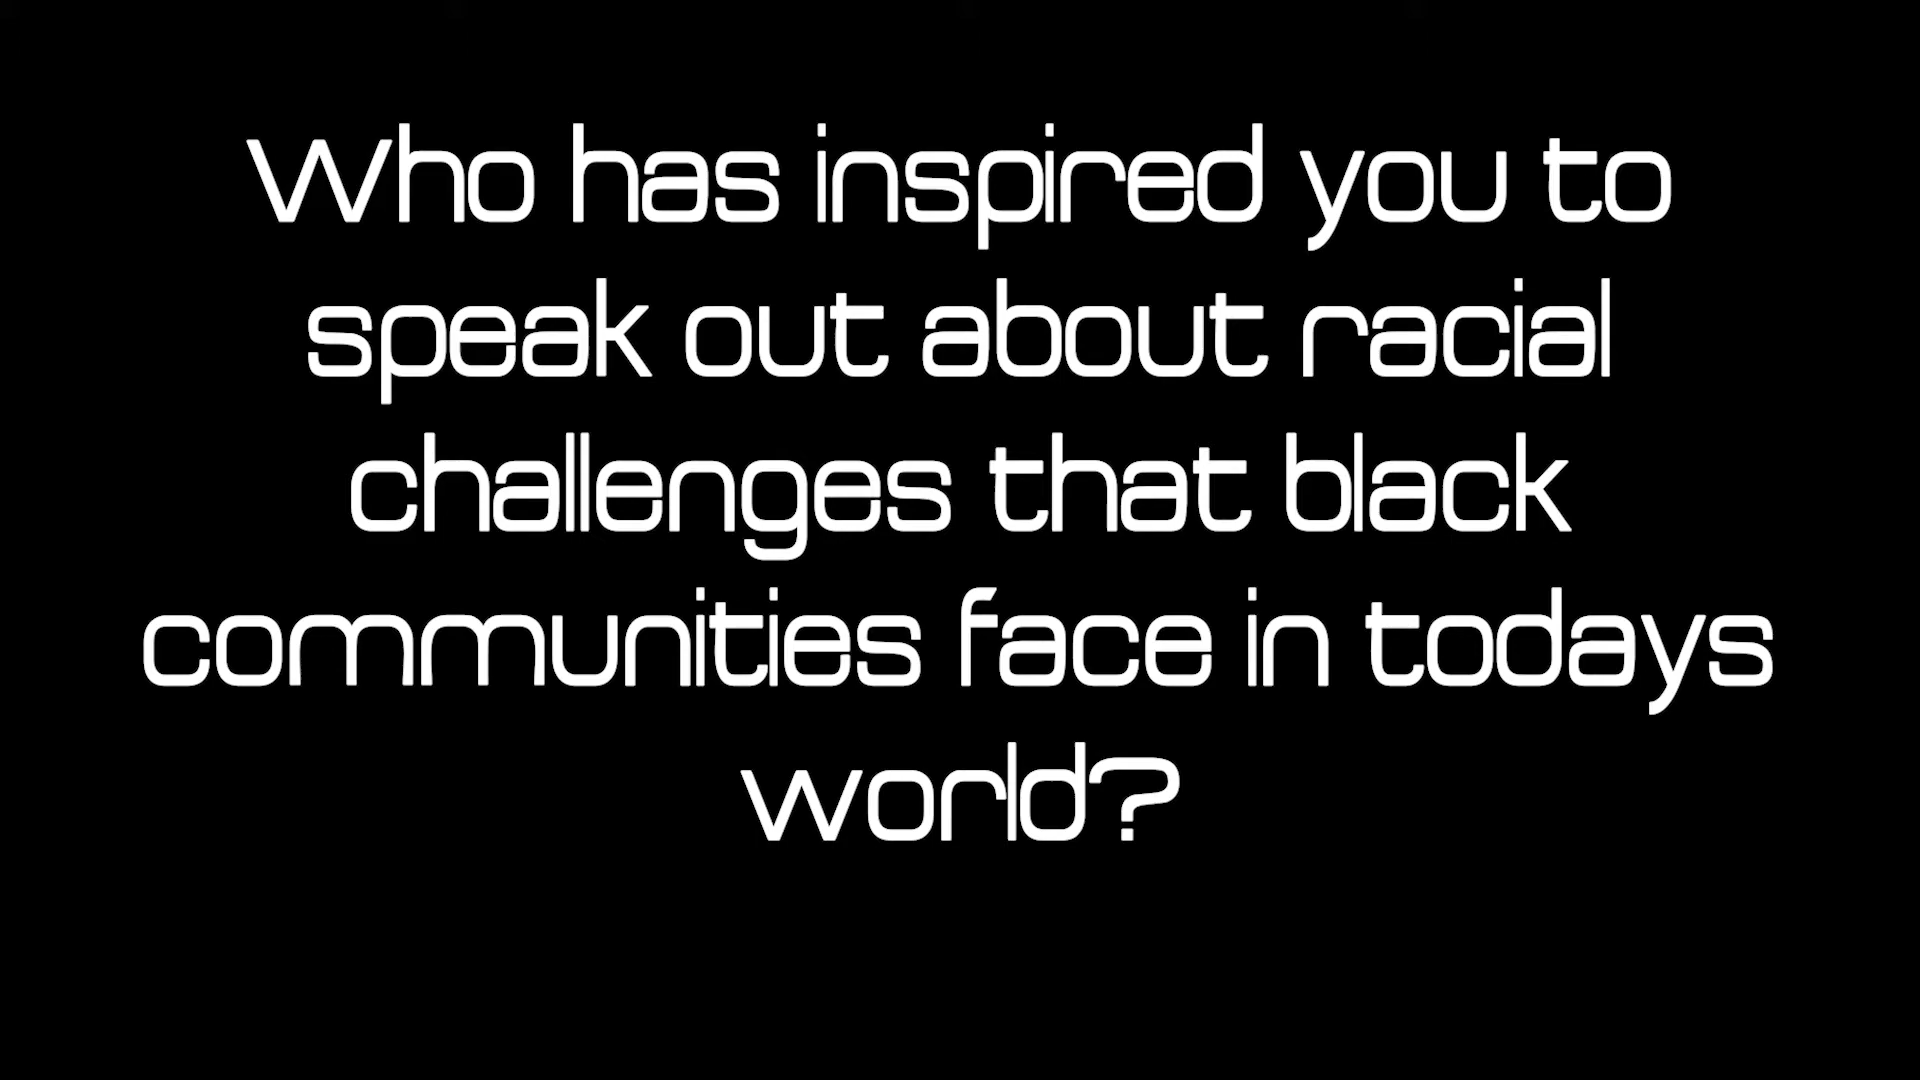 Who has inspired you to
speak out about racial
challenges that black
communities face in todays
world?